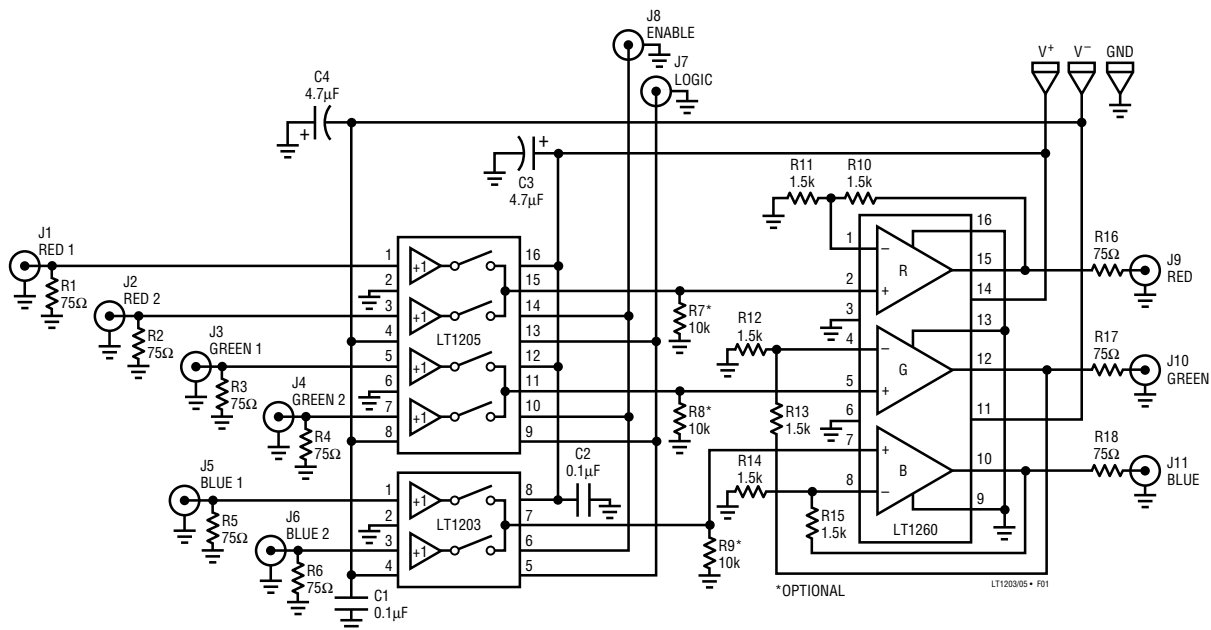 J8
ENABLE
J7
LOGIC
V+
V−
GND
C4
4.7µF
+
+
C3
4.7µF
R11
1.5k
R10
1.5k
J1
RED 1
R1
75Ω
J2
RED 2
R2
75Ω
J3
GREEN 1
R3
75Ω
J4
GREEN 2
R4
75Ω
J5
BLUE 1
R5
75Ω
J6
BLUE 2
R6
75Ω
1
2
3
4
5
6
7
8
+1
+1
+1
+1
LT1205
16
15
14
13
12
11
10
9
1
2
3
4
+1
+1
LT1203
8
7
6
5
C1
0.1µF
C2
0.1µF
R7*
10k
R8*
10k
R9*
10k
R12
1.5k
R13
1.5k
R14
1.5k
R15
1.5k
1
2
3
4
5
6
7
8
−
R
+
−
G
+
+
B
−
LT1260
16
15
14
13
12
11
10
9
R16
75Ω
J9
RED
R17
75Ω
J10
GREEN
R18
75Ω
J11
BLUE
*OPTIONAL
LT1203/05 • F01